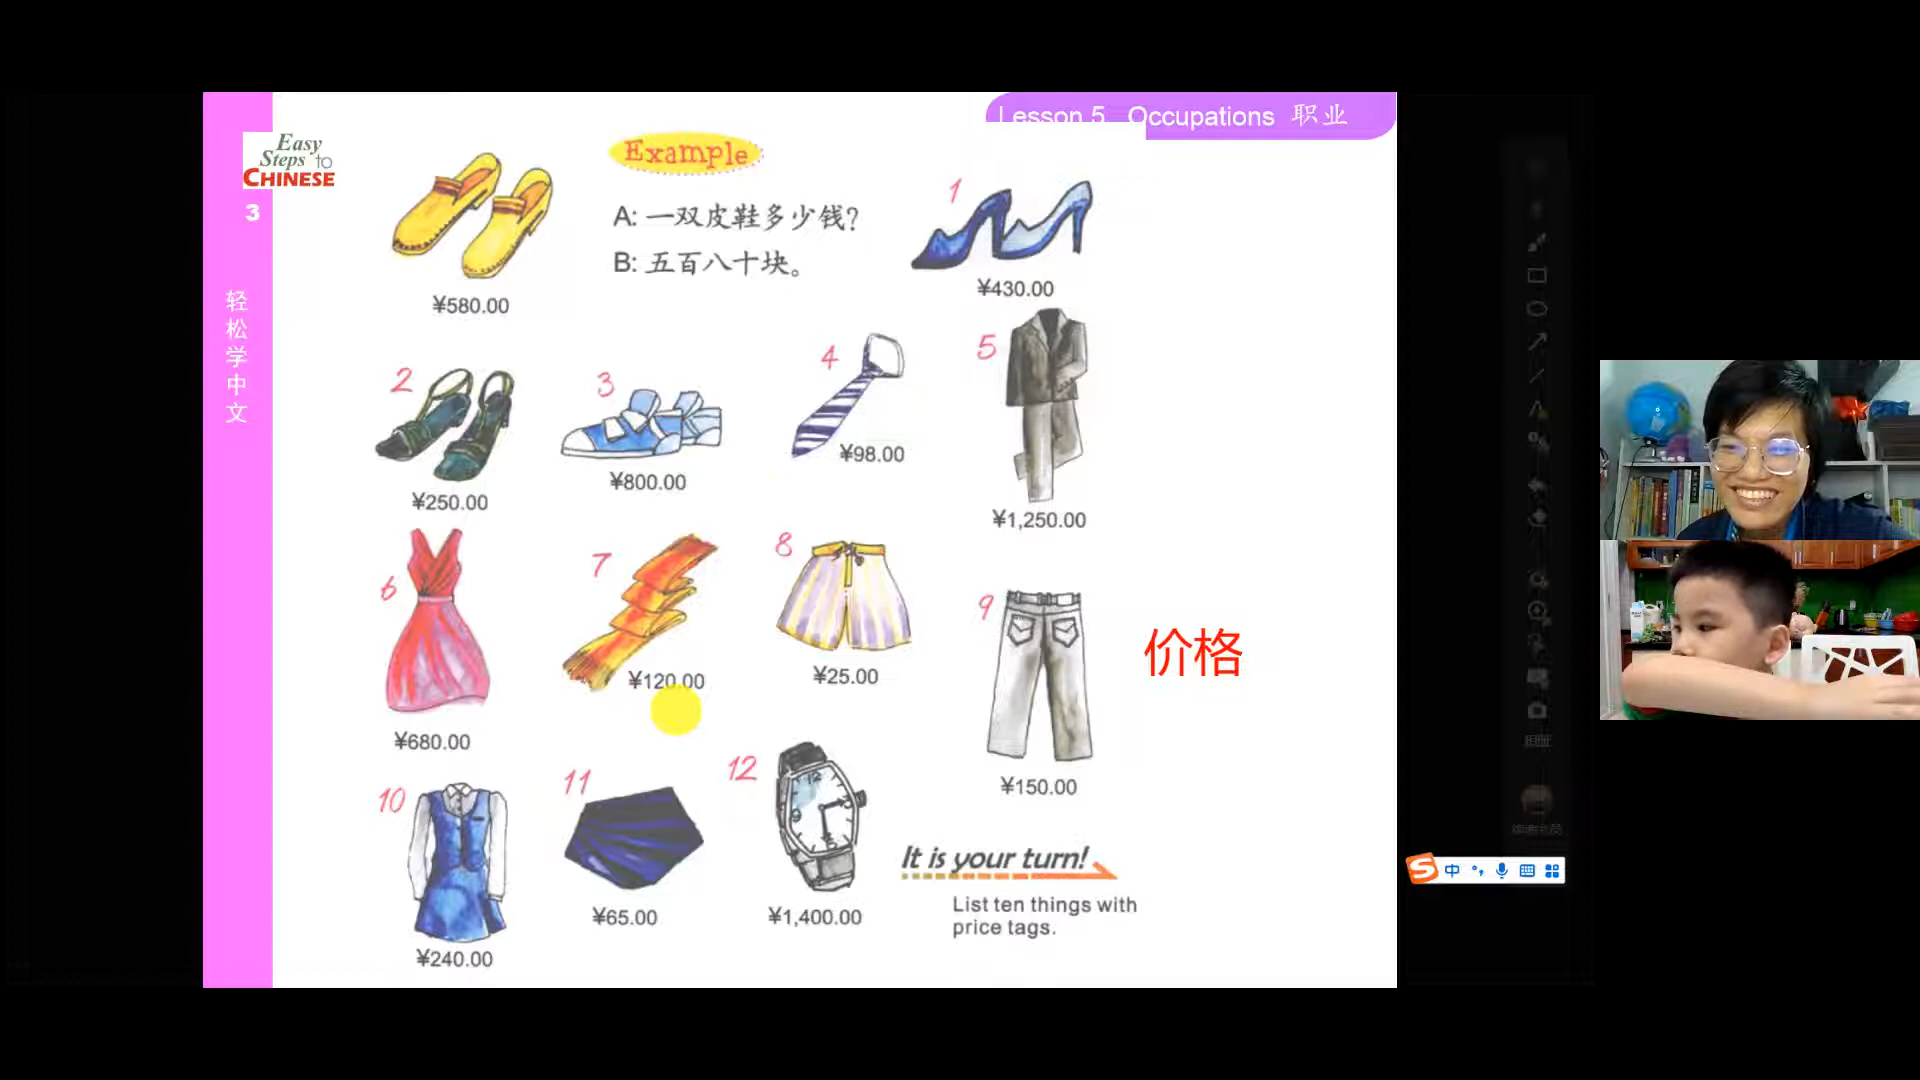 Lesson 5 Occupations 职业
Easy
Steps to
CHINESE
3
轻松学中文
Example
A: 一双皮鞋多少钱?
B: 五百八十块。
¥580.00
1
¥430.00
2
¥250.00
3
¥800.00
4
¥98.00
5
¥1,250.00
6
¥680.00
7
¥120.00
8
¥25.00
9
¥150.00
价格
10
¥240.00
11
¥65.00
12
¥1,400.00
It is your turn!
List ten things with
price tags.
S 中